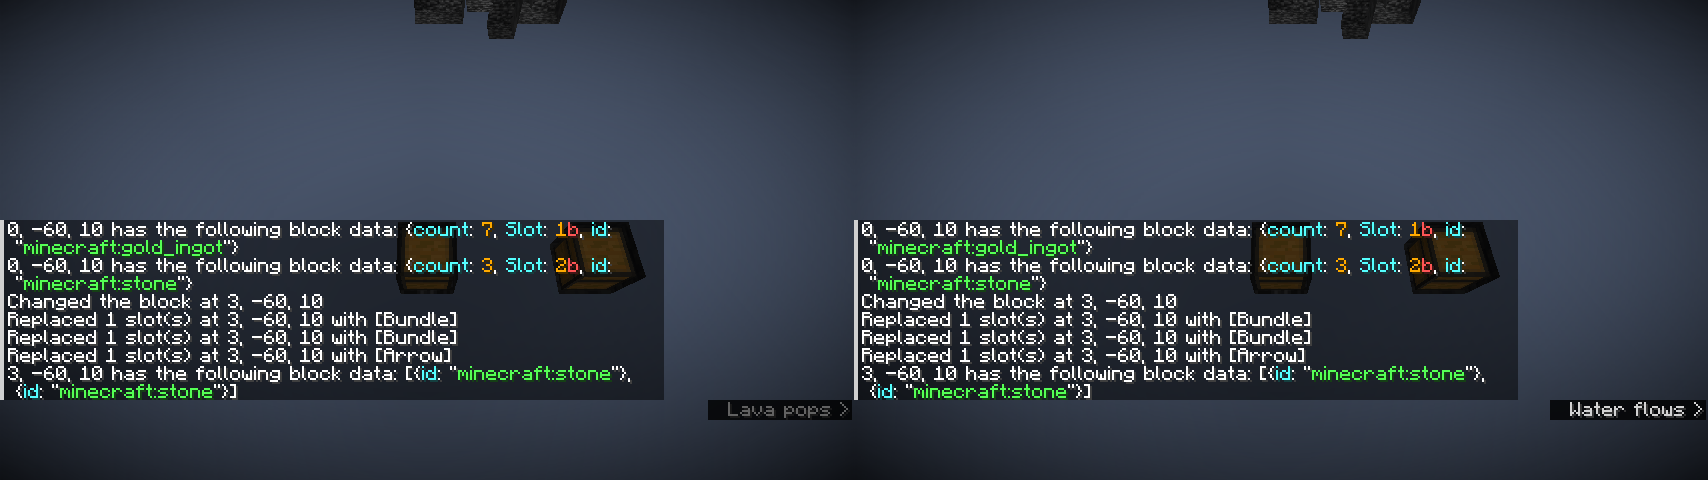 0, -60, 10 has the following block data: {count: 7, Slot: 1b, id:
"minecraft:gold_ingot"}
0, -60, 10 has the following block data: {count: 3, Slot: 2b, id:
"minecraft:stone"}
Changed the block at 3, -60, 10
Replaced 1 slot(s) at 3, -60, 10 with [Bundle]
Replaced 1 slot(s) at 3, -60, 10 with [Bundle]
Replaced 1 slot(s) at 3, -60, 10 with [Arrow]
3, -60, 10 has the following block data: [{id: "minecraft:stone"},
{id: "minecraft:stone"}]
Lava pops >
0, -60, 10 has the following block data: {count: 7, Slot: 1b, id:
"minecraft:gold_ingot"}
0, -60, 10 has the following block data: {count: 3, Slot: 2b, id:
"minecraft:stone"}
Changed the block at 3, -60, 10
Replaced 1 slot(s) at 3, -60, 10 with [Bundle]
Replaced 1 slot(s) at 3, -60, 10 with [Bundle]
Replaced 1 slot(s) at 3, -60, 10 with [Arrow]
3, -60, 10 has the following block data: [{id: "minecraft:stone"},
{id: "minecraft:stone"}]
Water flows >